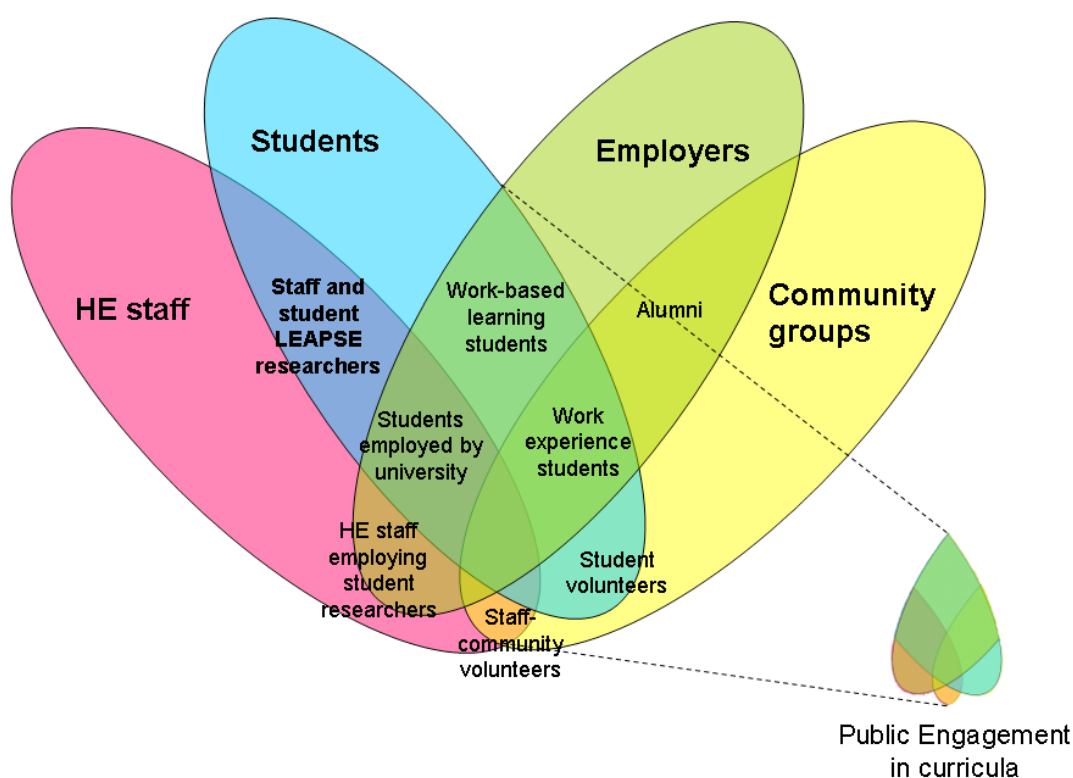 Students
Employers
HE staff
Community
groups
Staff and
student
LEAPSE
researchers
Work-based
learning
students
Alumni
Students
employed by
university
Work
experience
students
HE staff
employing
student
researchers
Student
volunteers
Staff-
community
volunteers
Public Engagement
in curricula